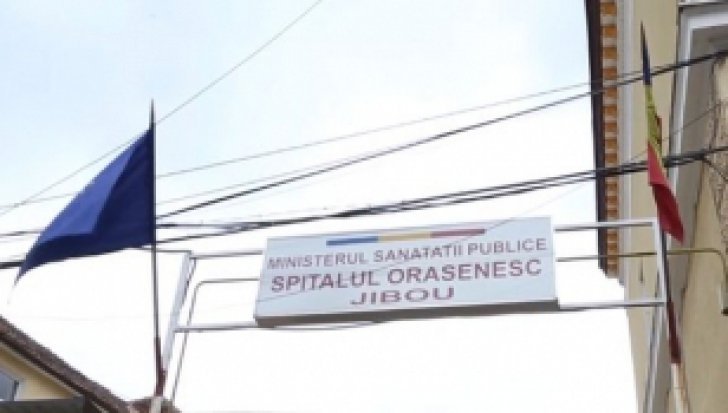 MINISTERUL SANATATII PUBLICE
SPITALUL ORASENESC
JIBOU